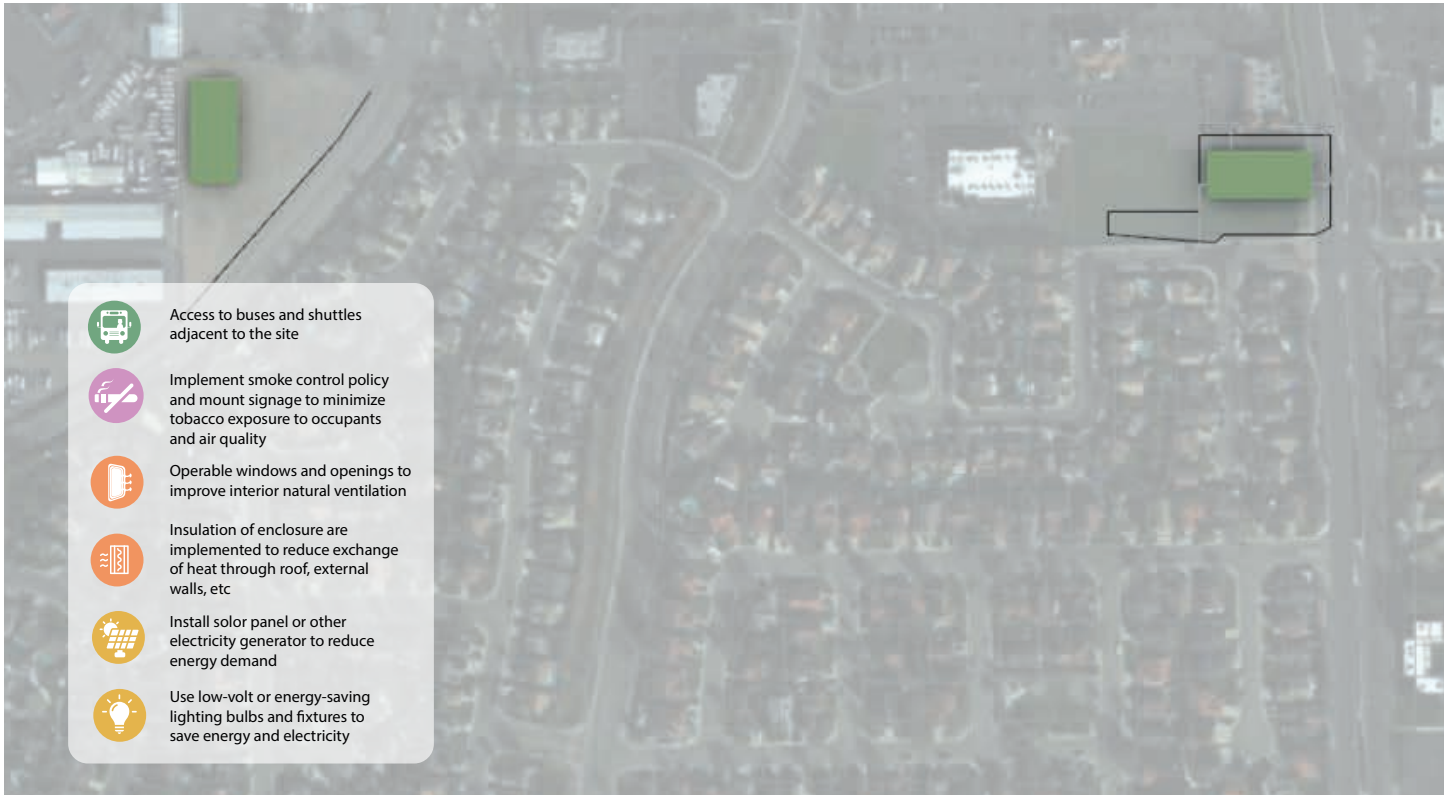 Access to buses and shuttles
adjacent to the site
Implement smoke control policy
and mount signage to minimize
tobacco exposure to occupants
and air quality
Operable windows and openings to
improve interior natural ventilation
Insulation of enclosure are
implemented to reduce exchange
of heat through roof, external
walls, etc
Install solor panel or other
electricity generator to reduce
energy demand
Use low-volt or energy-saving
lighting bulbs and fixtures to
save energy and electricity